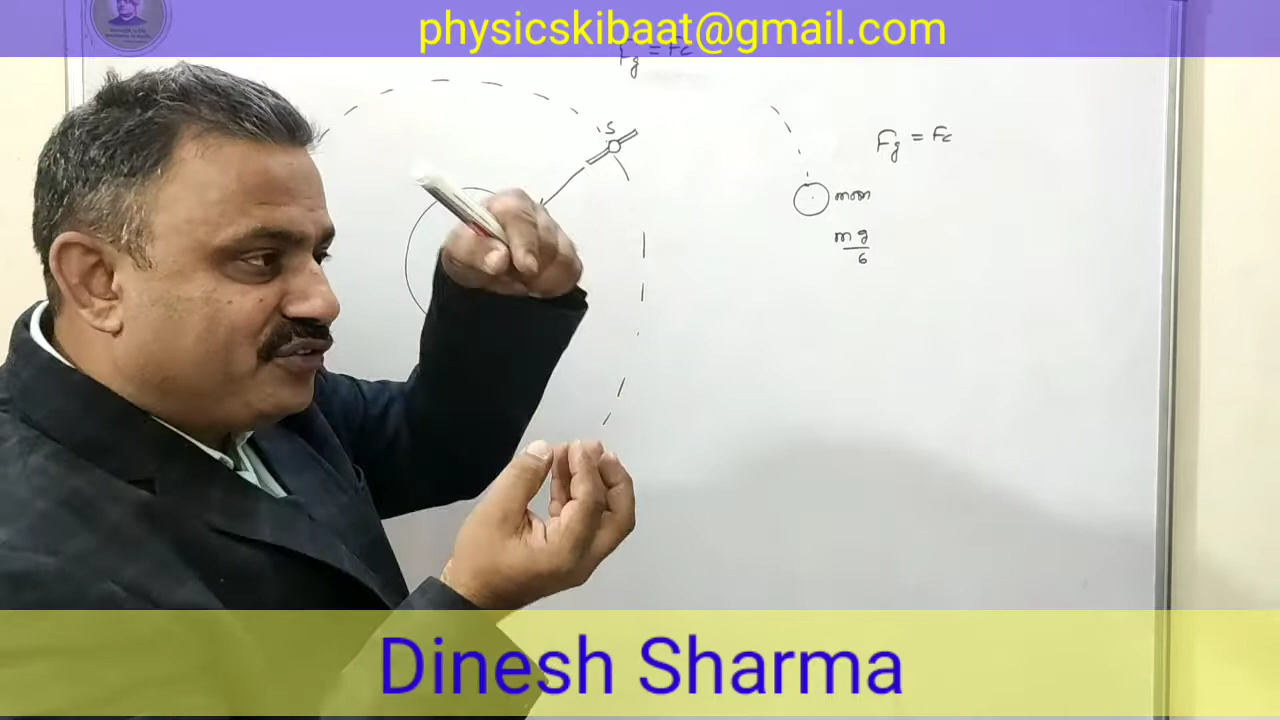 physicskibaat@gmail.com
Fg = Fc
S
Fg = Fc
moon
mg
6
Dinesh Sharma